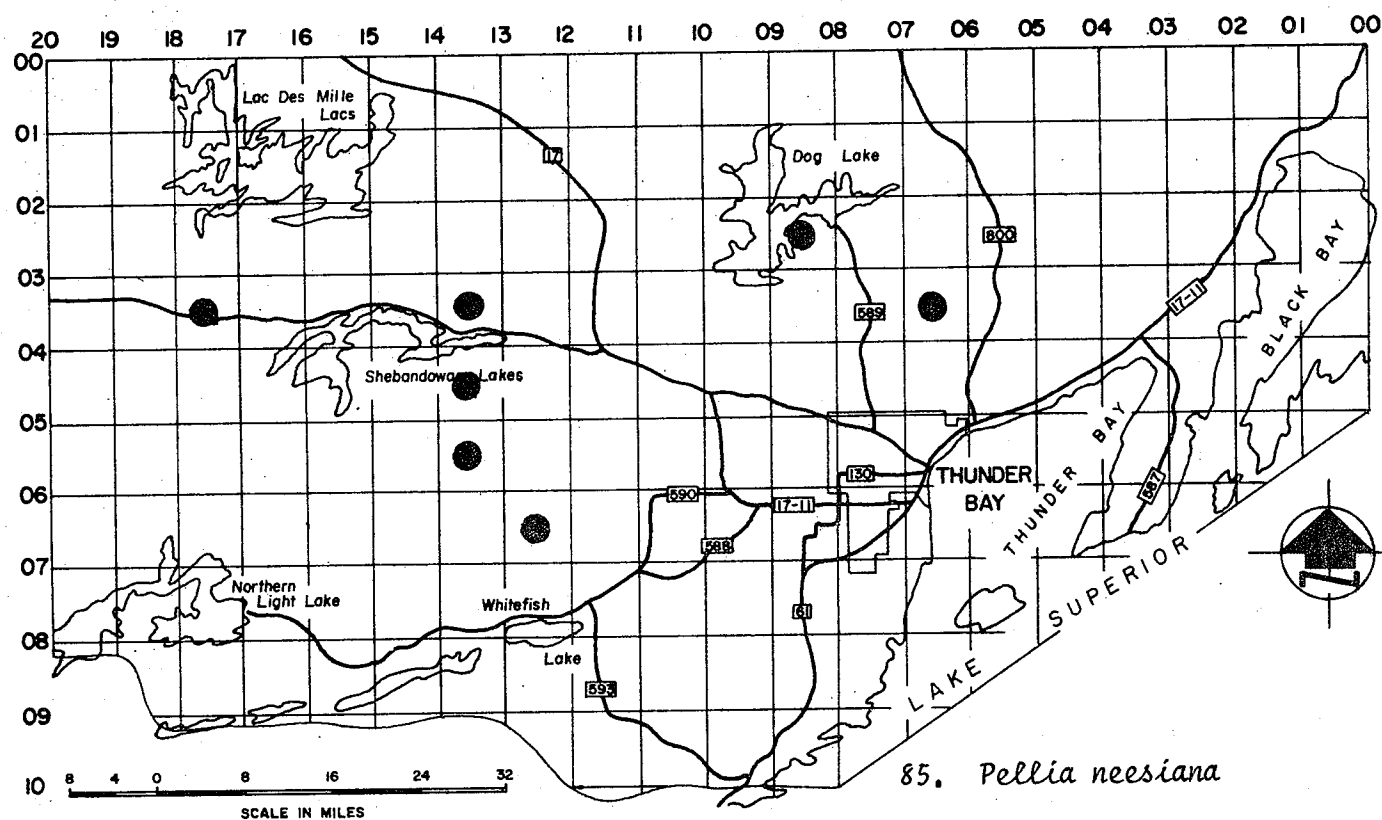 20 19 18 17 16 15 14 13 12 11 10 09 08 07 06 05 04 03 02 01 00
00
01
02
03
04
05
06
07
08
09
10
Lac Des Mille
Lacs
17
Dog Lake
800
589
17-11
BLACK BAY
Shebandowan Lakes
THUNDER BAY
130
THUNDER
BAY
590
17-11
587
588
Northern
Light Lake
Whitefish
Lake
61
593
LAKE SUPERIOR
N
8 4 0 8 16 24 32
SCALE IN MILES
85. Pellia neesiana